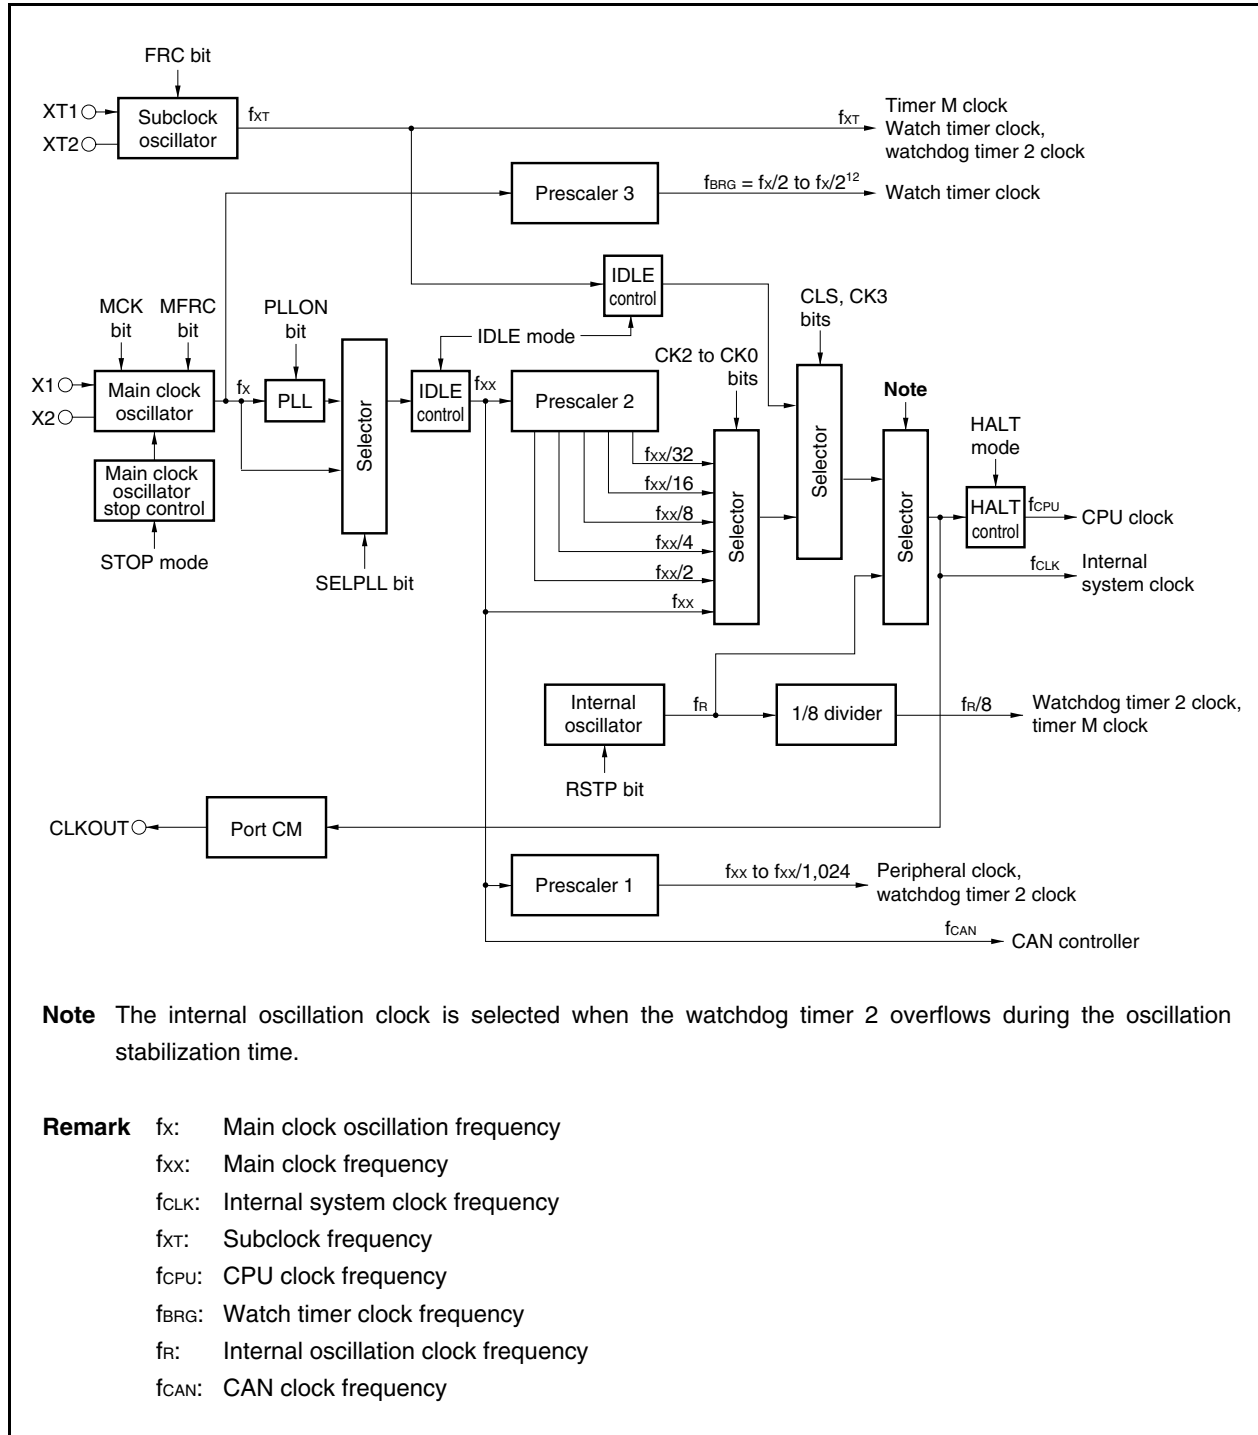 FRC bit
XT1
XT2
Subclock
oscillator
fXT
fXT
Timer M clock
Watch timer clock,
watchdog timer 2 clock
Prescaler 3
fBRG = fX/2 to fX/2¹²
Watch timer clock
IDLE
control
MCK
bit
MFRC
bit
PLLON
bit
IDLE mode
CLS, CK3
bits
CK2 to CK0
bits
X1
X2
Main clock
oscillator
fX
PLL
Selector
IDLE
control
fXX
Prescaler 2
Note
HALT
mode
Main clock
oscillator
stop control
STOP mode
SELPLL bit
fXX/32
fXX/16
fXX/8
fXX/4
fXX/2
fXX
Selector
Selector
Selector
HALT
control
fCPU
CPU clock
fCLK
Internal
system clock
Internal
oscillator
fR
1/8 divider
fR/8
Watchdog timer 2 clock,
timer M clock
RSTP bit
CLKOUT
Port CM
Prescaler 1
fXX to fXX/1,024
Peripheral clock,
watchdog timer 2 clock
fCAN
CAN controller
Note The internal oscillation clock is selected when the watchdog timer 2 overflows during the oscillation
stabilization time.
Remark fX: Main clock oscillation frequency
fXX: Main clock frequency
fCLK: Internal system clock frequency
fXT: Subclock frequency
fCPU: CPU clock frequency
fBRG: Watch timer clock frequency
fR: Internal oscillation clock frequency
fCAN: CAN clock frequency